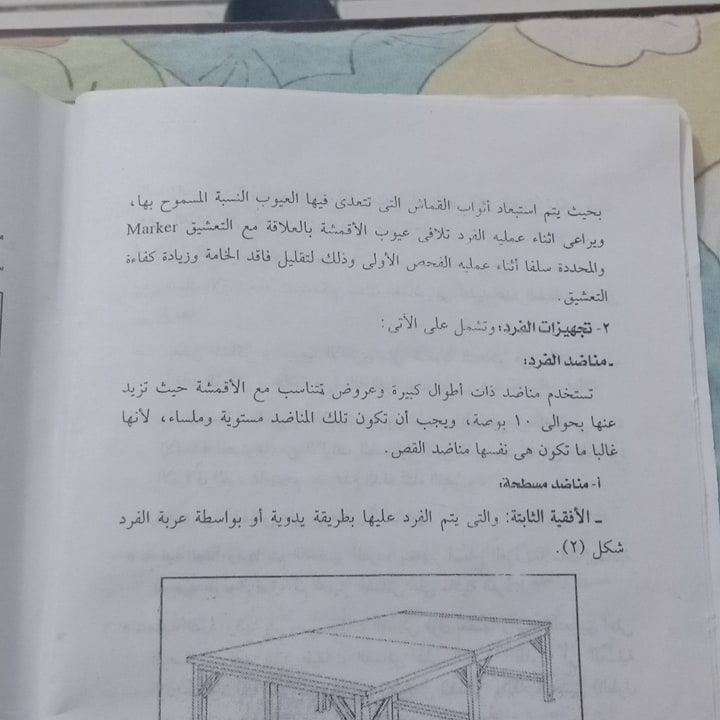 بحيث يتم استبعاد أثواب القماش التى تتعدى فيها العيوب النسبة المسموح بها،
ويراعى اثناء عمليه الفرد تلافى عيوب الأقمشة بالعلاقة مع التعشيق Marker
والمحددة سلفا أثناء عمليه الفحص الأولى وذلك لتقليل فاقد الخامة وزيادة كفاءة
التعشيق.
٢- تجهيزات الفرد: وتشمل على الآتى:
ـ مناضد الفرد:
تستخدم مناضد ذات أطوال كبيرة وعروض تتناسب مع الأقمشة حيث تزيد
عنها بحوالى ١٠ بوصة، ويجب أن تكون تلك المناضد مستوية وملساء، لأنها
غالبا ما تكون هى نفسها مناضد القص.
أ- مناضد مسطحة:
ـ الأفقية الثابتة: والتى يتم الفرد عليها بطريقة يدوية أو بواسطة عربة الفرد
شكل (٢).